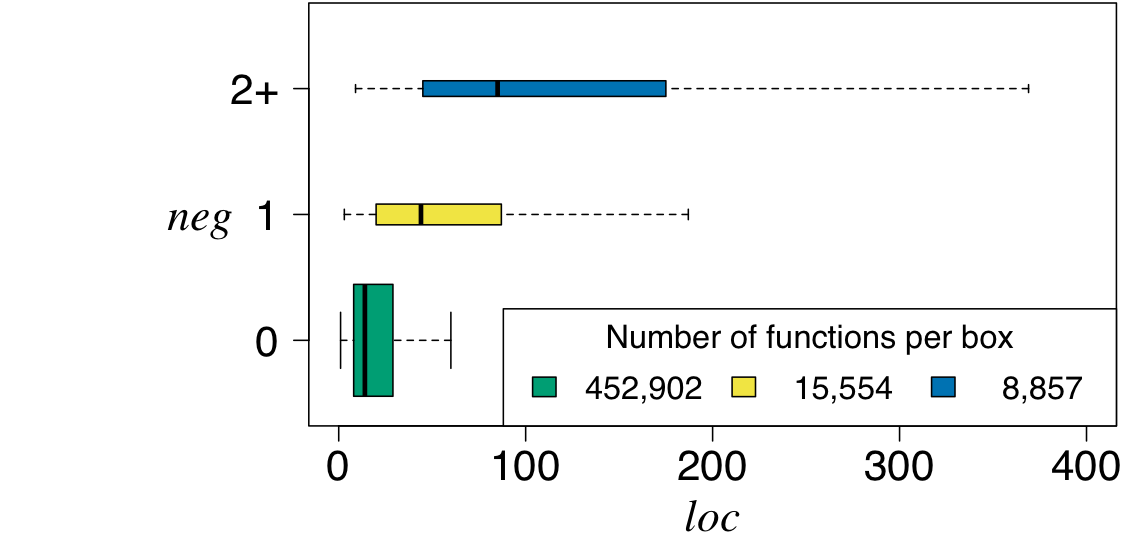 2+
neg 1
0
Number of functions per box
452,902 15,554 8,857
0 100 200 300 400
loc